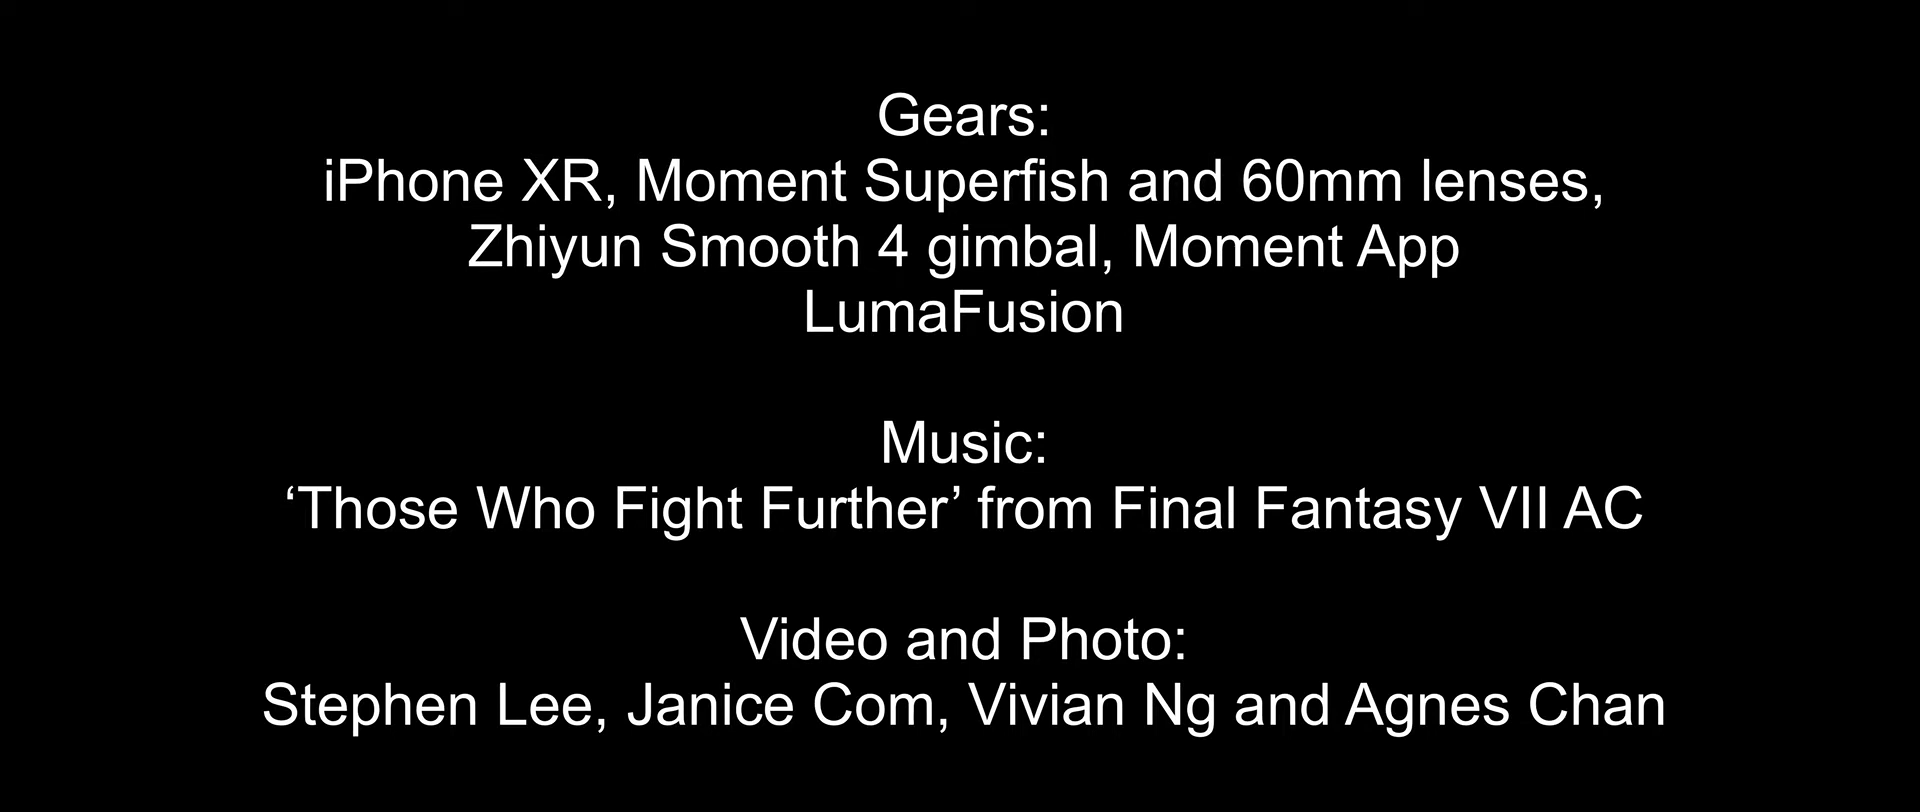 Gears:
iPhone XR, Moment Superfish and 60mm lenses,
Zhiyun Smooth 4 gimbal, Moment App
LumaFusion
Music:
‘Those Who Fight Further’ from Final Fantasy VII AC
Video and Photo:
Stephen Lee, Janice Com, Vivian Ng and Agnes Chan